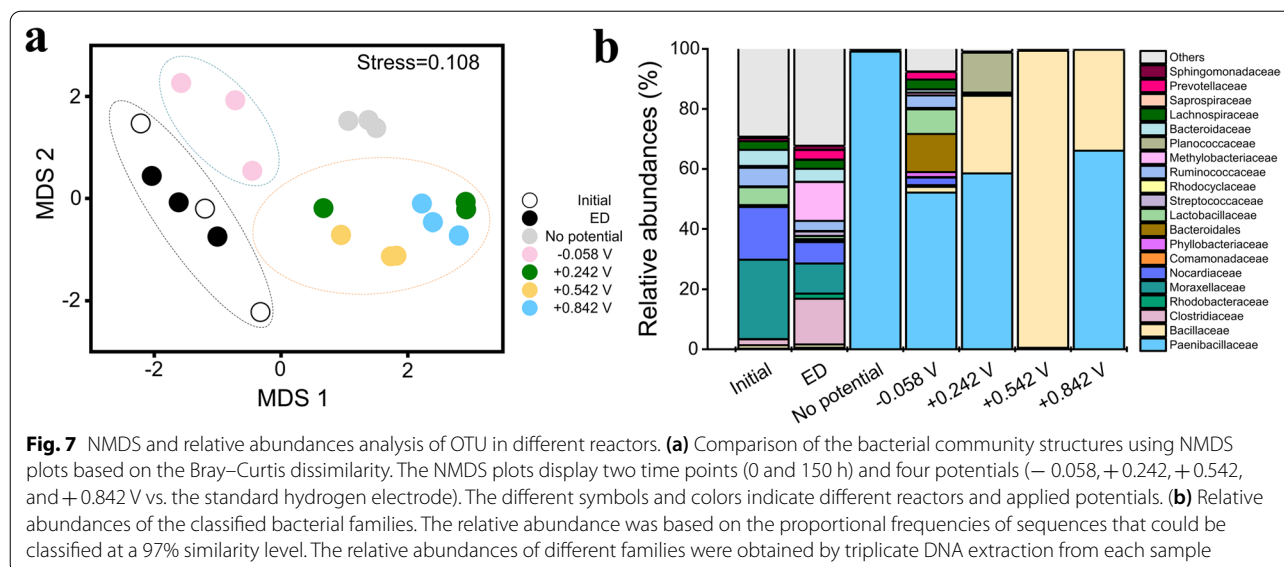 a
Stress=0.108
2
0
-2
MDS 2
-2
0
2
MDS 1
Initial
ED
No potential
-0.058 V
+0.242 V
+0.542 V
+0.842 V
b
100
80
60
40
20
0
Relative abundances (%)
Initial
ED
No potential
-0.058 V
+0.242 V
+0.542 V
+0.842 V
Others
Sphingomonadaceae
Prevotellaceae
Saprospiraceae
Lachnospiraceae
Bacteroidaceae
Planococcaceae
Methylobacteriaceae
Ruminococcaceae
Rhodocyclaceae
Streptococcaceae
Lactobacillaceae
Bacteroidales
Phyllobacteriaceae
Comamonadaceae
Nocardiaceae
Moraxellaceae
Rhodobacteraceae
Clostridiaceae
Bacillaceae
Paenibacillaceae
Fig. 7 NMDS and relative abundances analysis of OTU in different reactors. (a) Comparison of the bacterial community structures using NMDS
plots based on the Bray–Curtis dissimilarity. The NMDS plots display two time points (0 and 150 h) and four potentials (− 0.058, + 0.242, + 0.542,
and + 0.842 V vs. the standard hydrogen electrode). The different symbols and colors indicate different reactors and applied potentials. (b) Relative
abundances of the classified bacterial families. The relative abundance was based on the proportional frequencies of sequences that could be
classified at a 97% similarity level. The relative abundances of different families were obtained by triplicate DNA extraction from each sample